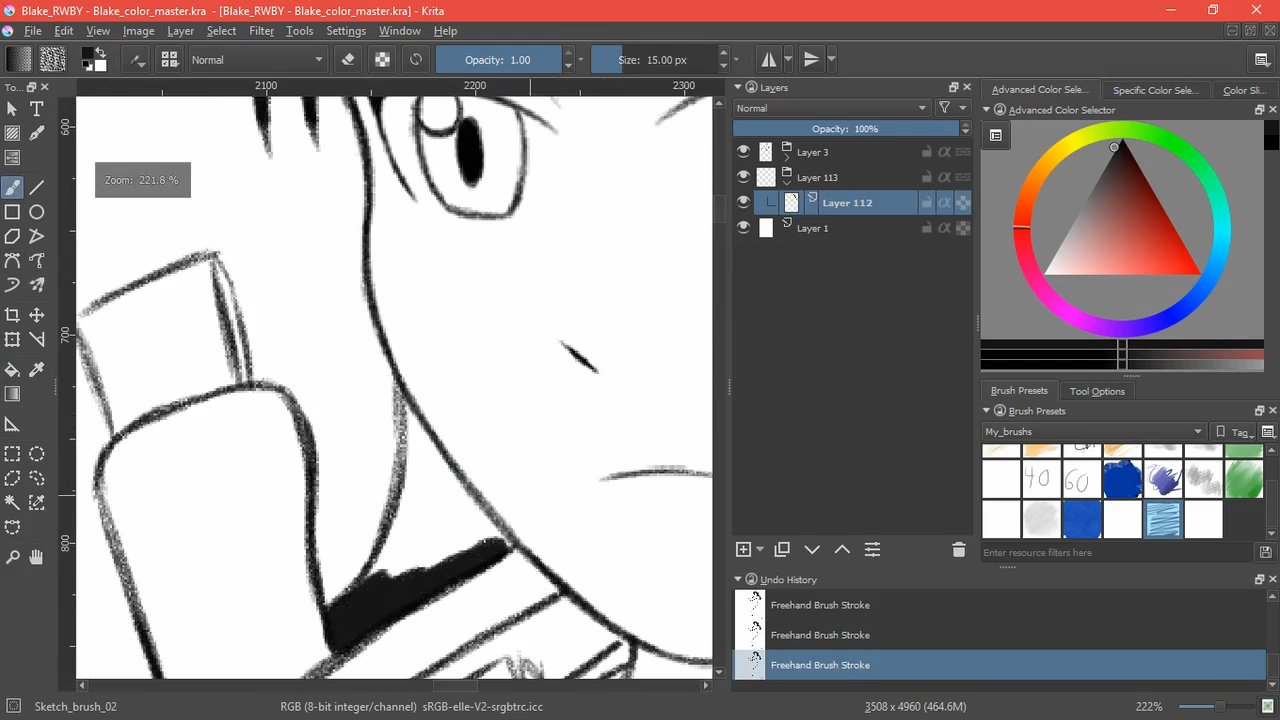 Blake_RWBY - Blake_color_master.kra  - [Blake_RWBY - Blake_color_master.kra] - Krita
File Edit View Image Layer Select Filter Tools Settings Window Help
Normal
Opacity: 1.00
Size: 15.00 px
To...
2100 2200 2300
600
700
800
Zoom: 221.8 %
Layers
Normal
Opacity: 100%
Layer 3
Layer 113
Layer 112
Layer 1
Undo History
Freehand Brush Stroke
Freehand Brush Stroke
Freehand Brush Stroke
Advanced Color Sele...
Specific Color Sele...
Color Sli...
Advanced Color Selector
Brush Presets
Tool Options
Brush Presets
My_brushes
Tag
40 60
Enter resource filters here
Sketch_brush_02
RGB (8-bit integer/channel)  sRGB-elle-V2-srgbtrc.icc
3508 x 4960 (464.6M)
222%